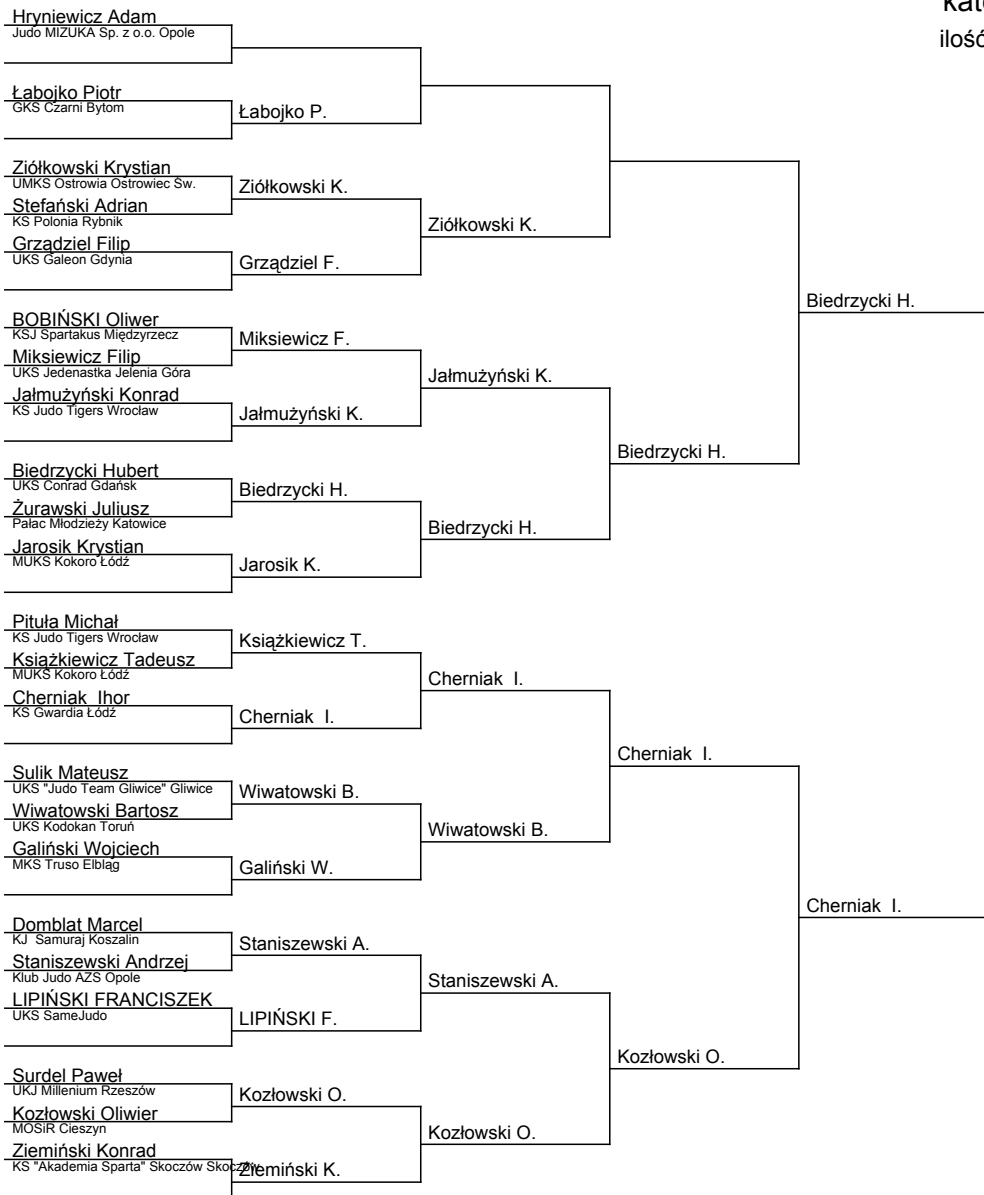 kate
ilość
Hryniewicz Adam
Judo MIZUKA Sp. z o.o. Opole
Łabojko Piotr
GKS Czarni Bytom
Łabojko P.
Ziółkowski Krystian
UMKS Ostrowia Ostrowiec Św.
Ziółkowski K.
Stefański Adrian
KS Polonia Rybnik
Ziółkowski K.
Grządziel Filip
UKS Galeon Gdynia
Grządziel F.
Biedrzycki H.
BOBIŃSKI Oliwer
KSJ Spartakus Międzyrzecz
Miksiewicz F.
Miksiewicz Filip
UKS Jedenastka Jelenia Góra
Jałmużyński K.
Jałmużyński Konrad
KS Judo Tigers Wrocław
Jałmużyński K.
Biedrzycki H.
Biedrzycki Hubert
UKS Conrad Gdańsk
Biedrzycki H.
Żurawski Juliusz
Pałac Młodzieży Katowice
Biedrzycki H.
Jarosik Krystian
MUKS Kokoro Łódź
Jarosik K.
Pituła Michał
KS Judo Tigers Wrocław
Książkiewicz T.
Książkiewicz Tadeusz
MUKS Kokoro Łódź
Cherniak I.
Cherniak Ihor
KS Gwardia Łódź
Cherniak I.
Cherniak I.
Sulik Mateusz
UKS "Judo Team Gliwice" Gliwice
Wiwatowski B.
Wiwatowski Bartosz
UKS Kodokan Toruń
Wiwatowski B.
Galiński Wojciech
MKS Truso Elbląg
Galiński W.
Cherniak I.
Domblat Marcel
KJ Samuraj Koszalin
Staniszewski A.
Staniszewski Andrzej
Klub Judo AZS Opole
Staniszewski A.
LIPIŃSKI FRANCISZEK
UKS SameJudo
LIPIŃSKI F.
Kozłowski O.
Surdel Paweł
UKJ Millenium Rzeszów
Kozłowski O.
Kozłowski Oliwier
MOSiR Cieszyn
Kozłowski O.
Ziemiński Konrad
KS "Akademia Sparta" Skoczów Skoczów
Ziemiński K.